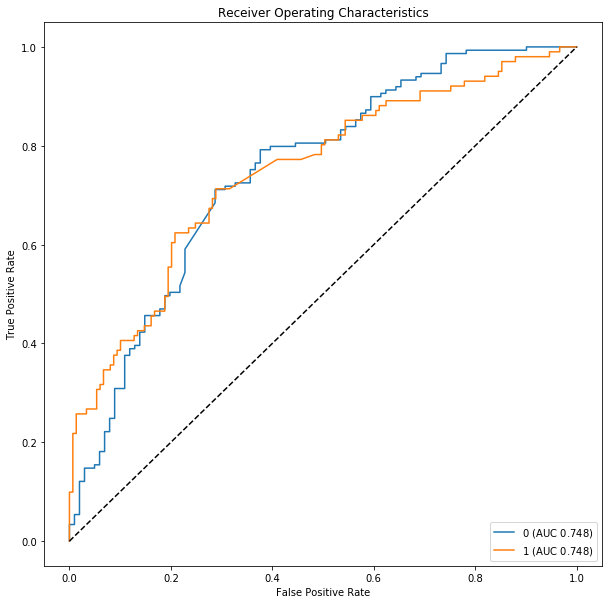 Receiver Operating Characteristics
True Positive Rate
1.0
0.8
0.6
0.4
0.2
0.0
0.0 0.2 0.4 0.6 0.8 1.0
False Positive Rate
0 (AUC 0.748)
1 (AUC 0.748)